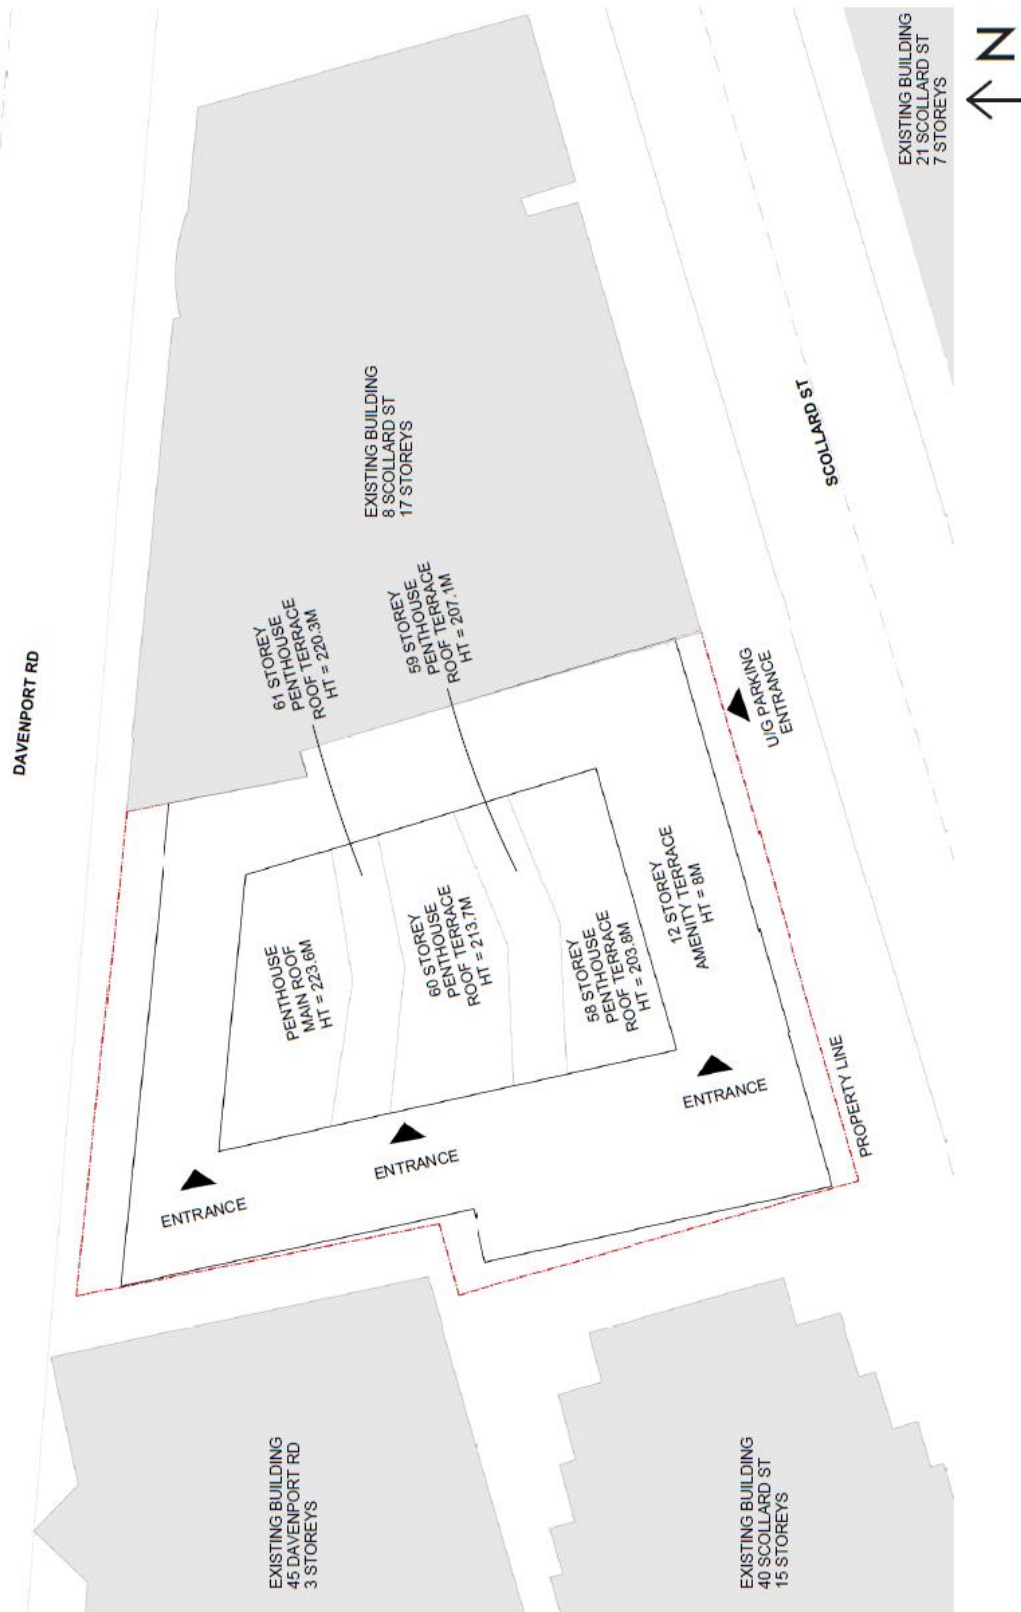 EXISTING BUILDING
45 DAVENPORT RD
3 STOREYS
DAVENPORT RD
ENTRANCE
PENTHOUSE
MAIN ROOF
HT = 223.6M
61 STOREY
PENTHOUSE
ROOF TERRACE
HT = 220.3M
ENTRANCE
60 STOREY
PENTHOUSE
ROOF TERRACE
HT = 213.7M
59 STOREY
PENTHOUSE
ROOF TERRACE
HT = 207.1M
EXISTING BUILDING
8 SCOLLARD ST
17 STOREYS
58 STOREY
PENTHOUSE
ROOF TERRACE
HT = 203.8M
ENTRANCE
12 STOREY
AMENITY TERRACE
HT = 8M
U/G PARKING
ENTRANCE
EXISTING BUILDING
40 SCOLLARD ST
15 STOREYS
PROPERTY LINE
SCOLLARD ST
EXISTING BUILDING
21 SCOLLARD ST
7 STOREYS
N